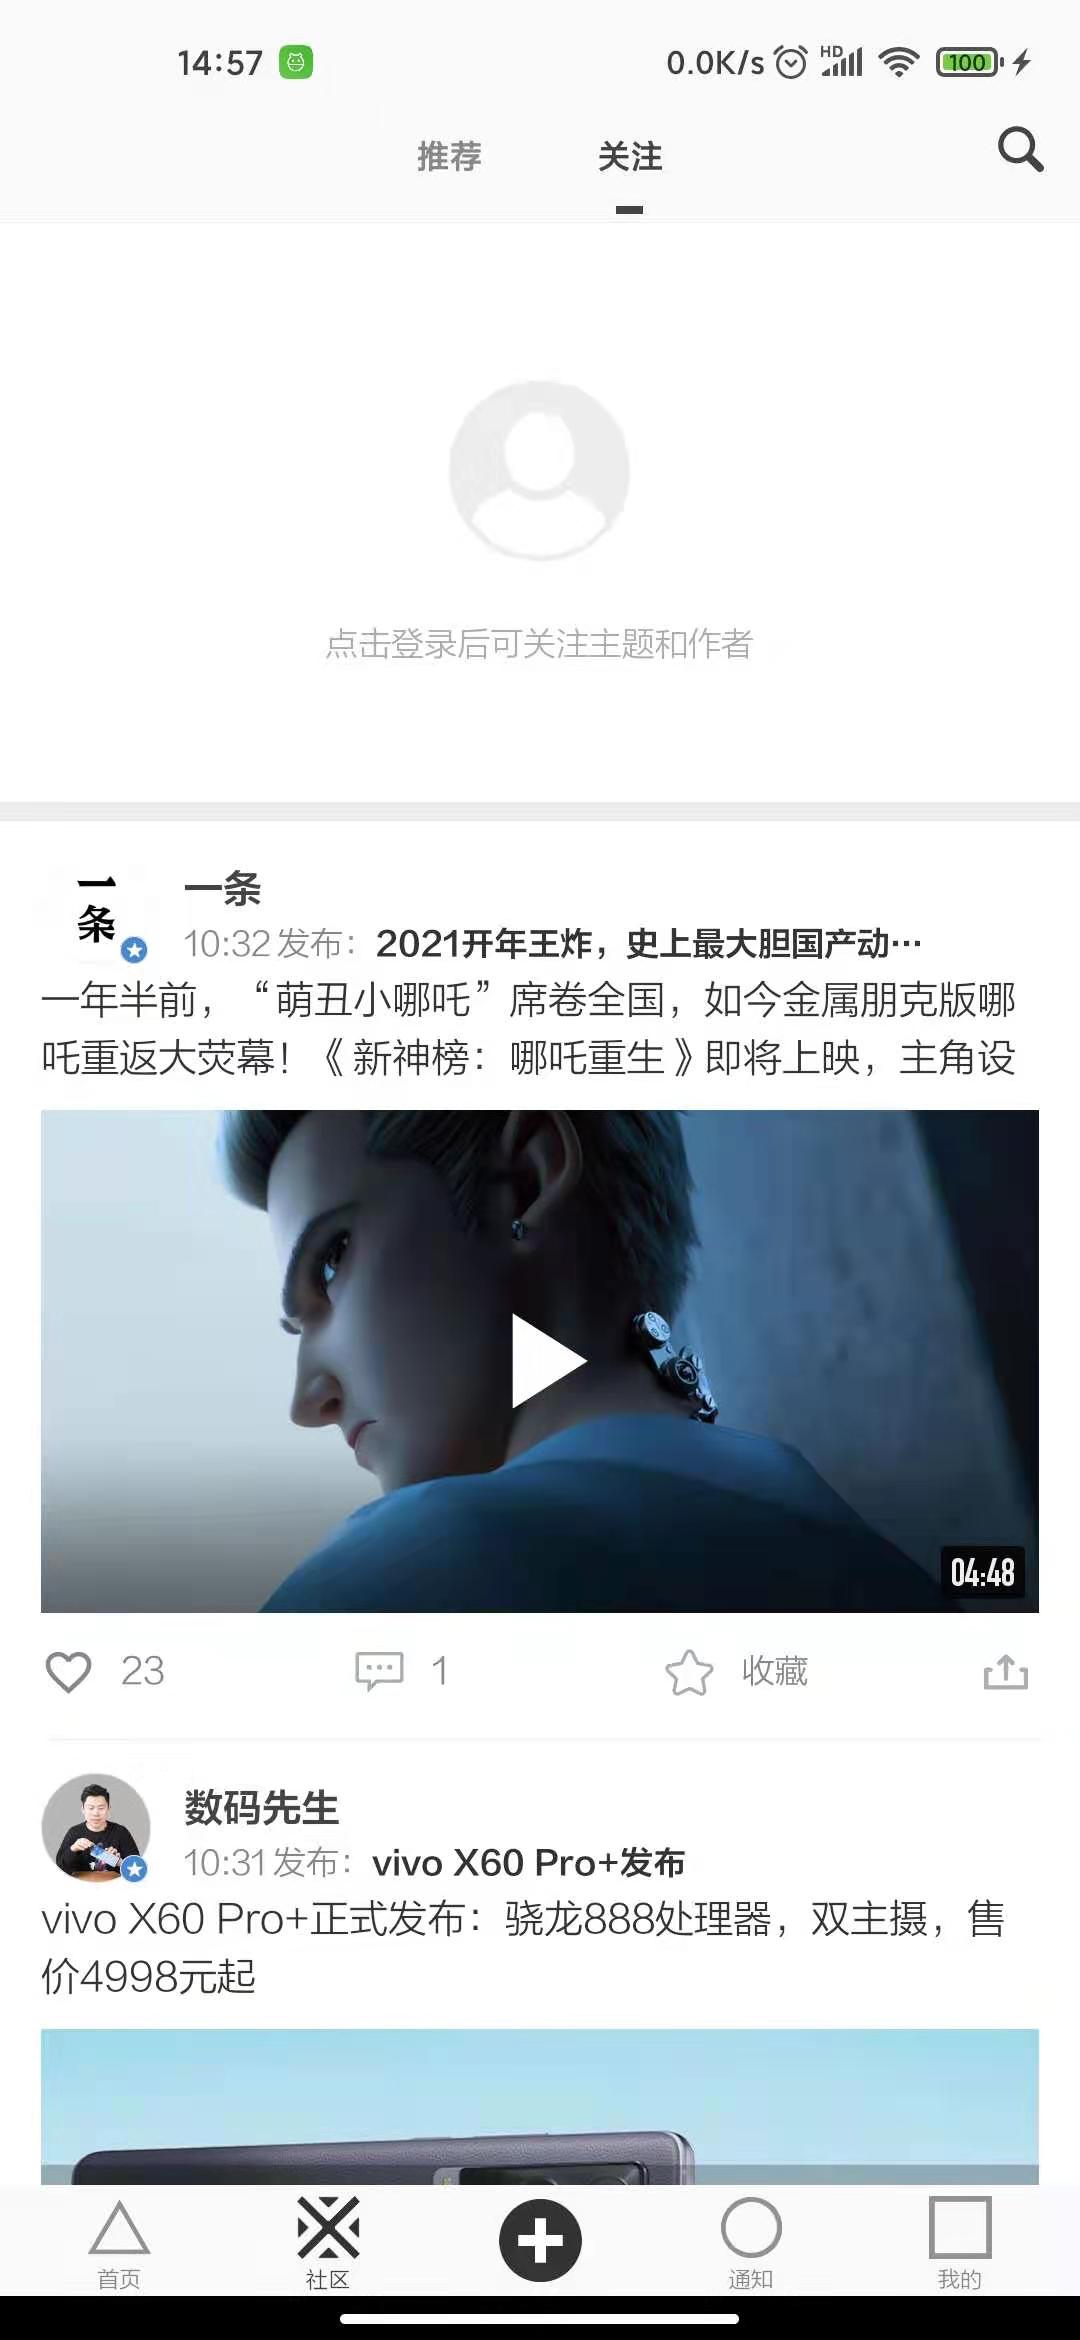 14:57
0.0K/s HD 100
推荐 关注
点击登录后可关注主题和作者
一条
一条
10:32发布：2021开年王炸，史上最大胆国产动…
一年半前，“萌丑小哪吒”席卷全国，如今金属朋克版哪
吒重返大荧幕！《新神榜：哪吒重生》即将上映，主角设
04:48
23 1 收藏
数码先生
10:31发布：vivo X60 Pro+发布
vivo X60 Pro+正式发布：骁龙888处理器，双主摄，售
价4998元起
首页 社区 通知 我的